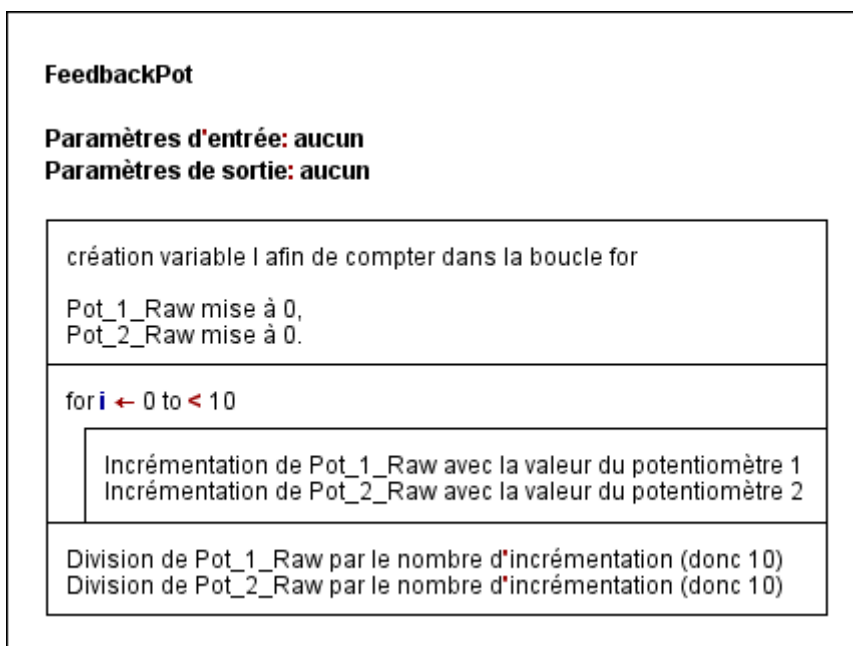 FeedbackPot
Paramètres d'entrée: aucun
Paramètres de sortie: aucun
création variable I afin de compter dans la boucle for
Pot_1_Raw mise à 0,
Pot_2_Raw mise à 0.
for i ← 0 to < 10
Incrémentation de Pot_1_Raw avec la valeur du potentiomètre 1
Incrémentation de Pot_2_Raw avec la valeur du potentiomètre 2
Division de Pot_1_Raw par le nombre d'incrémentation (donc 10)
Division de Pot_2_Raw par le nombre d'incrémentation (donc 10)